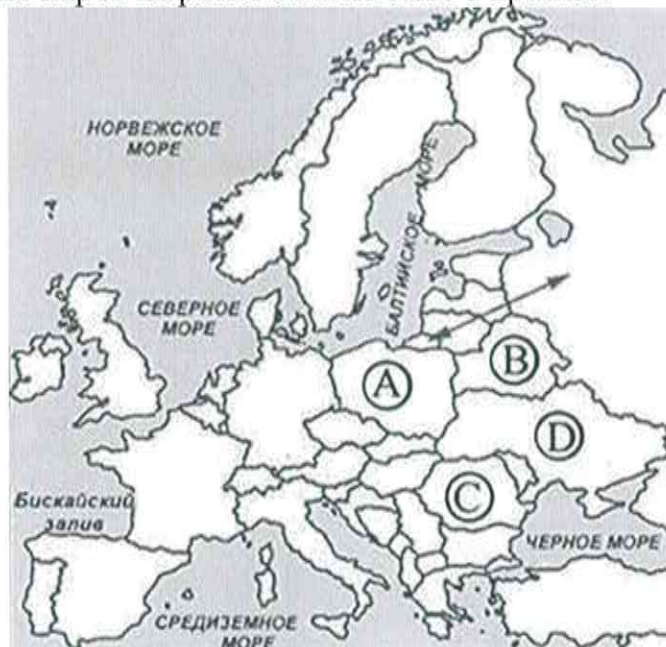 НОРВЕЖСКОЕ
МОРЕ
БАЛТИЙСКОЕ МОРЕ
СЕВЕРНОЕ
МОРЕ
B
A
D
C
Бискайский
залив
ЧЕРНОЕ МОРЕ
СРЕДИЗЕМНОЕ
МОРЕ